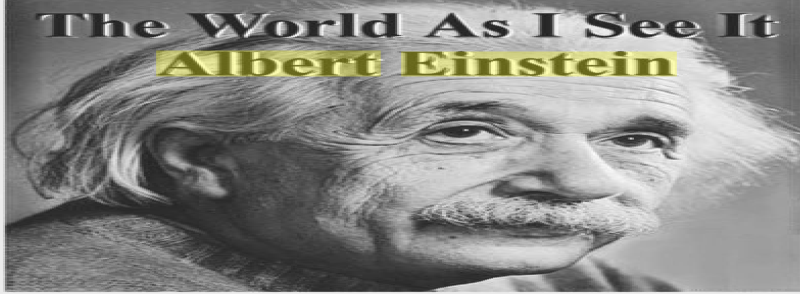 The World As I See It
Albert Einstein